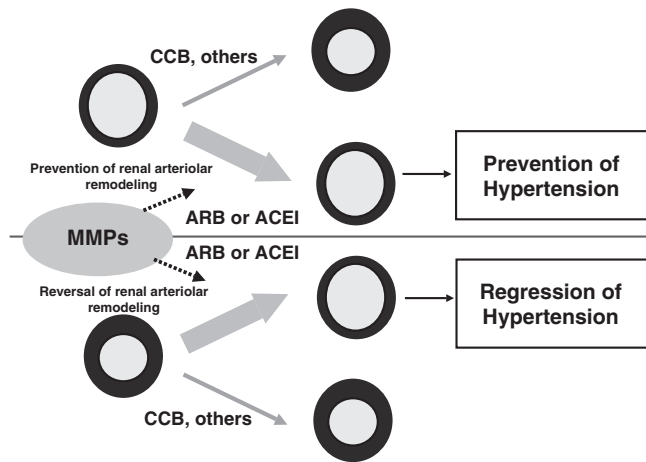 CCB, others
Prevention of renal arteriolar
remodeling
Prevention of
Hypertension
ARB or ACEI
MMPs
ARB or ACEI
Reversal of renal arteriolar
remodeling
Regression of
Hypertension
CCB, others